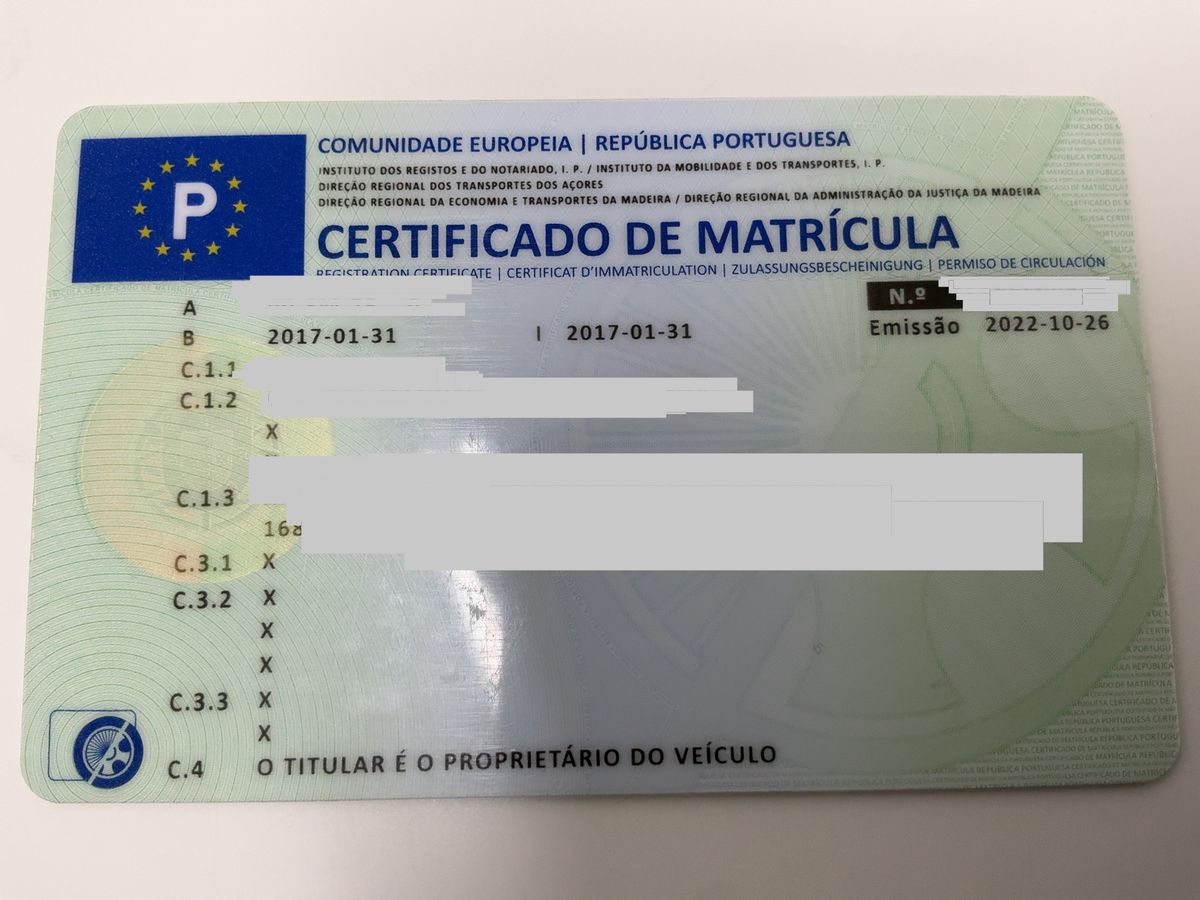 P
COMUNIDADE EUROPEIA | REPÚBLICA PORTUGUESA
INSTITUTO DOS REGISTOS E DO NOTARIADO, I. P. / INSTITUTO DA MOBILIDADE E DOS TRANSPORTES, I. P.
DIREÇÃO REGIONAL DOS TRANSPORTES DOS AÇORES
DIREÇÃO REGIONAL DA ECONOMIA E TRANSPORTES DA MADEIRA / DIREÇÃO REGIONAL DA ADMINISTRAÇÃO DA JUSTIÇA DA MADEIRA
CERTIFICADO DE MATRÍCULA
REGISTRATION CERTIFICATE | CERTIFICAT D'IMMATRICULATION | ZULASSUNGSBESCHEINIGUNG | PERMISO DE CIRCULACIÓN
A N.º
B 2017-01-31 I 2017-01-31 Emissão 2022-10-26
C.1.1
C.1.2
X
C.1.3
C.3.1 X
C.3.2 X
X
X
C.3.3 X
X
C.4 O TITULAR É O PROPRIETÁRIO DO VEÍCULO